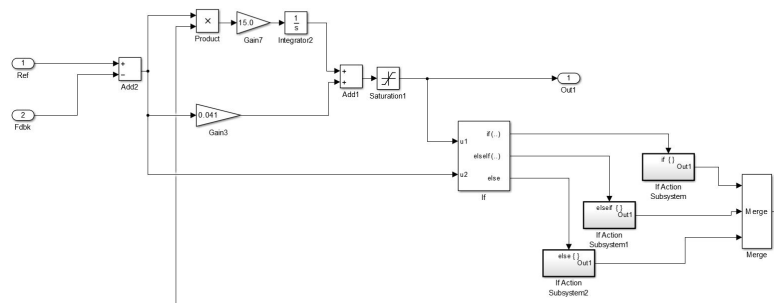 ×
Product
15.0
Gain7
1
s
Integrator2
1
Ref
+
−
Add2
2
Fdbk
0.041
Gain3
+
+
Add1
Saturation1
1
Out1
u1
u2
if(..)
elseif(..)
else
If
if { }
Out1
If Action
Subsystem
elseif { }
Out1
If Action
Subsystem1
else { }
Out1
If Action
Subsystem2
Merge
Merge